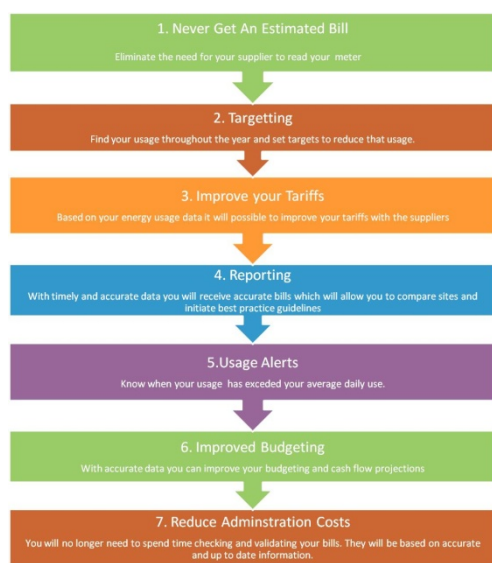 1. Never Get An Estimated Bill
Eliminate the need for your supplier to read your meter
2. Targetting
Find your usage throughout the year and set targets to reduce that usage.
3. Improve your Tariffs
Based on your energy usage data it will possible to improve your tariffs with the suppliers
4. Reporting
With timely and accurate data you will receive accurate bills which will allow you to compare sites and
initiate best practice guidelines
5.Usage Alerts
Know when your usage has exceded your average daily use.
6. Improved Budgeting
With accurate data you can improve your budgeting and cash flow projections
7. Reduce Adminstration Costs
You will no longer need to spend time checking and validating your bills. They will be based on accurate
and up to date information.